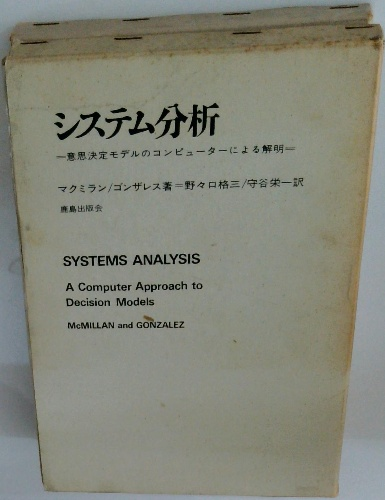 システム分析
=意思決定モデルのコンピューターによる解明=
マクミラン/ゴンザレス著=野々口格三/守谷栄一訳
鹿島出版会
SYSTEMS ANALYSIS
A Computer Approach to
Decision Models
McMILLAN and GONZALEZ